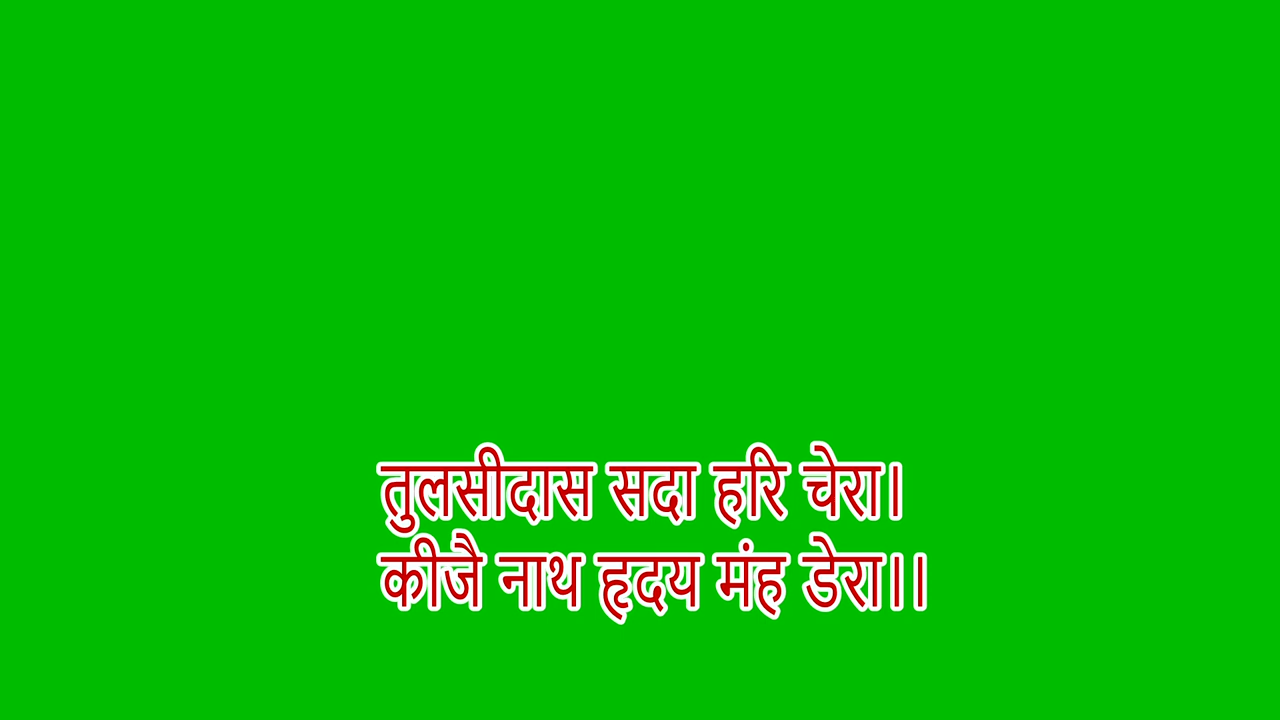 तुलसीदास सदा हरि चेरा।
कीजै नाथ हृदय मंह डेरा।।